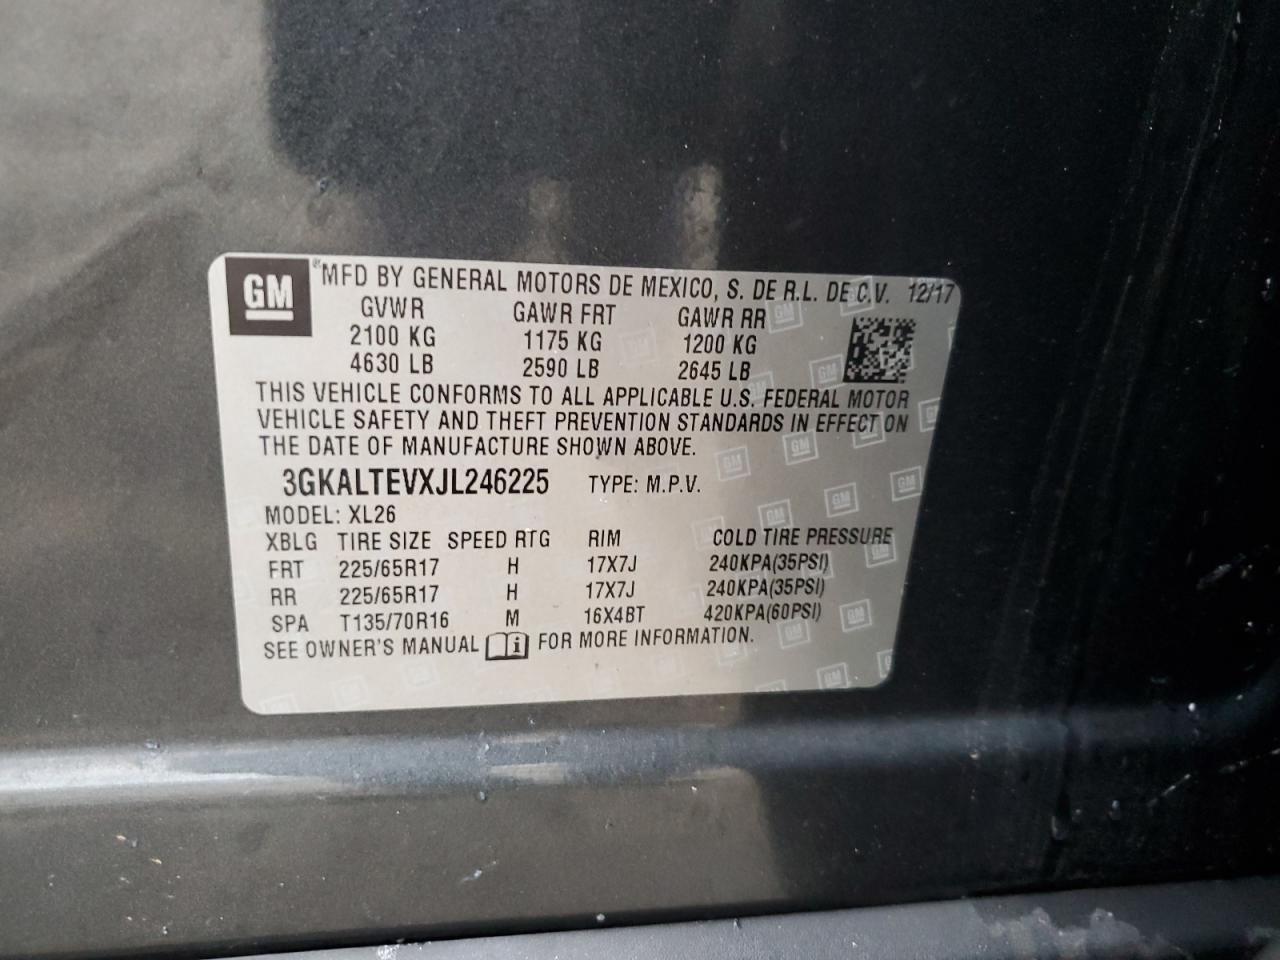 GM ® MFD BY GENERAL MOTORS DE MEXICO, S. DE R.L. DE C.V. 12/17
GVWR GAWR FRT GAWR RR
2100 KG 1175 KG 1200 KG
4630 LB 2590 LB 2645 LB
THIS VEHICLE CONFORMS TO ALL APPLICABLE U.S. FEDERAL MOTOR
VEHICLE SAFETY AND THEFT PREVENTION STANDARDS IN EFFECT ON
THE DATE OF MANUFACTURE SHOWN ABOVE.
3GKALTEVXJL246225 TYPE: M.P.V.
MODEL: XL26
XBLG TIRE SIZE SPEED RTG RIM COLD TIRE PRESSURE
FRT 225/65R17 H 17X7J 240KPA(35PSI)
RR 225/65R17 H 17X7J 240KPA(35PSI)
SPA T135/70R16 M 16X4BT 420KPA(60PSI)
SEE OWNER'S MANUAL i FOR MORE INFORMATION.